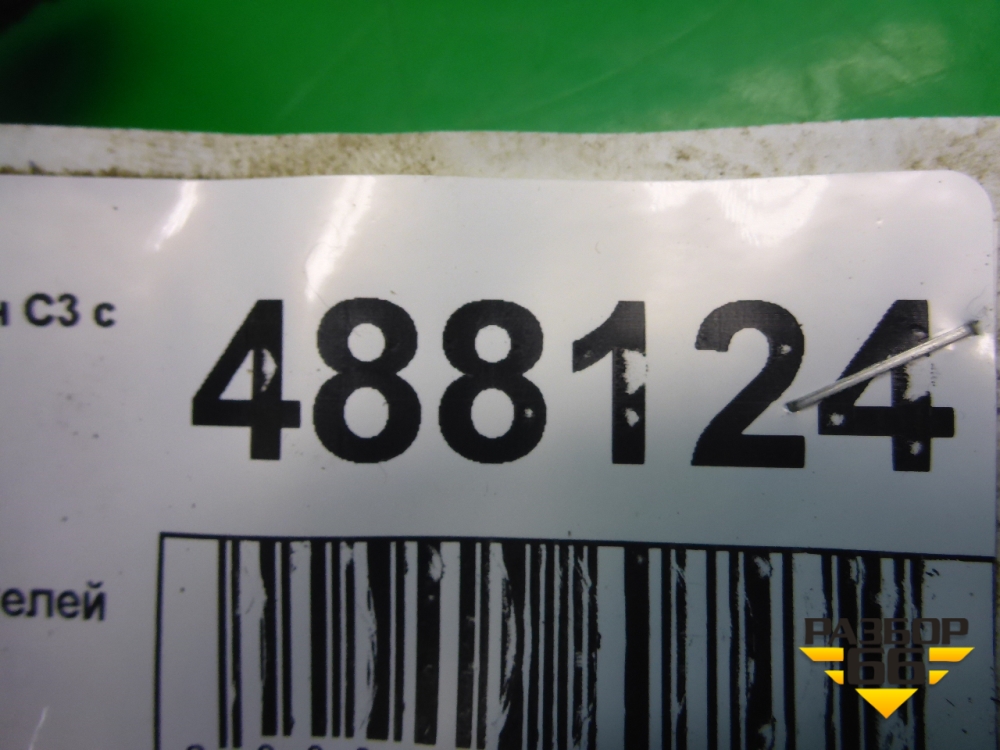 С3 с
488124
елей
РАЗБОР
66